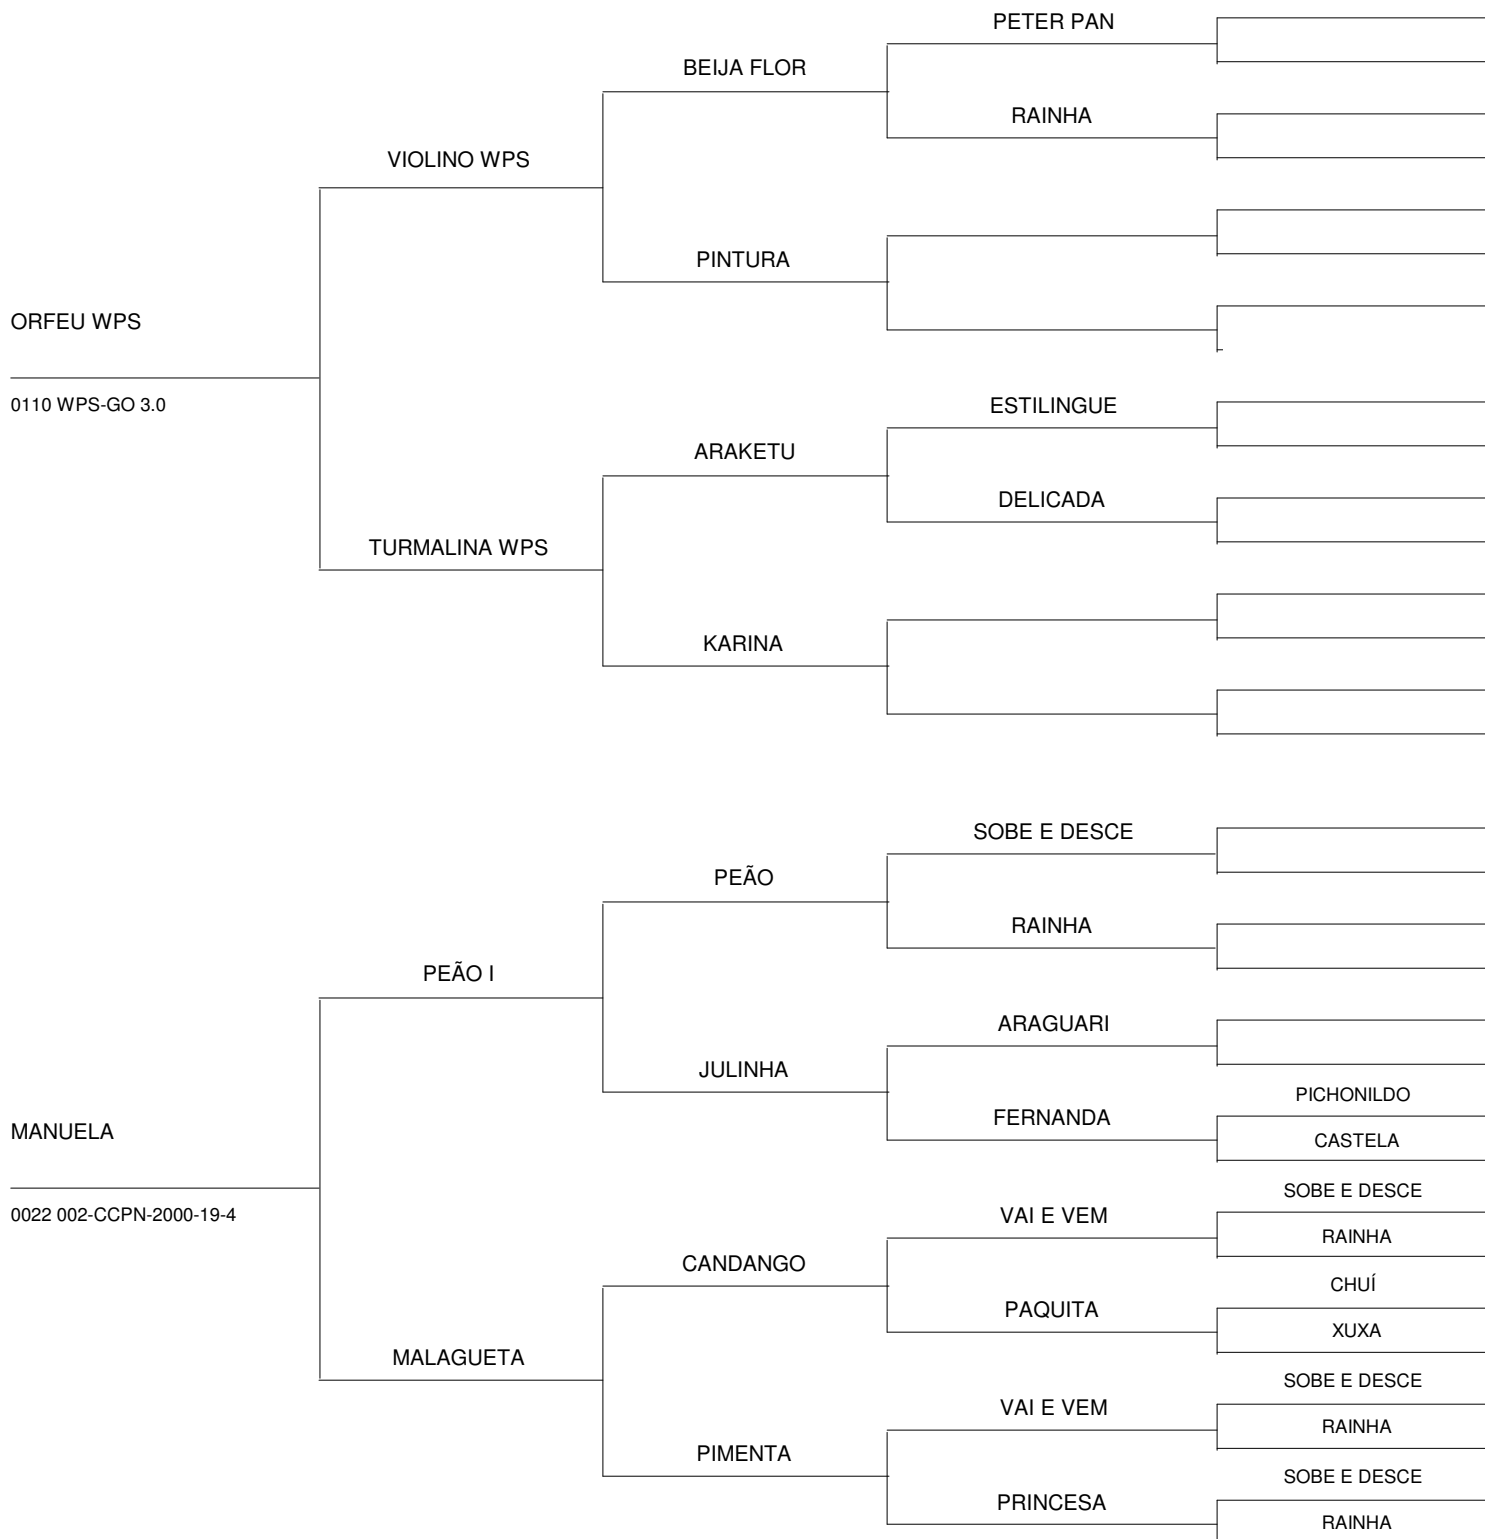 PETER PAN
BEIJA FLOR
RAINHA
VIOLINO WPS
PINTURA
ORFEU WPS
0110 WPS-GO 3.0
ESTILINGUE
ARAKETU
DELICADA
TURMALINA WPS
KARINA
SOBE E DESCE
PEÃO
RAINHA
PEÃO I
ARAGUARI
JULINHA
PICHONILDO
FERNANDA
CASTELA
MANUELA
0022 002-CCPN-2000-19-4
SOBE E DESCE
VAI E VEM
RAINHA
CANDANGO
CHUÍ
PAQUITA
XUXA
MALAGUETA
SOBE E DESCE
VAI E VEM
RAINHA
PIMENTA
SOBE E DESCE
PRINCESA
RAINHA